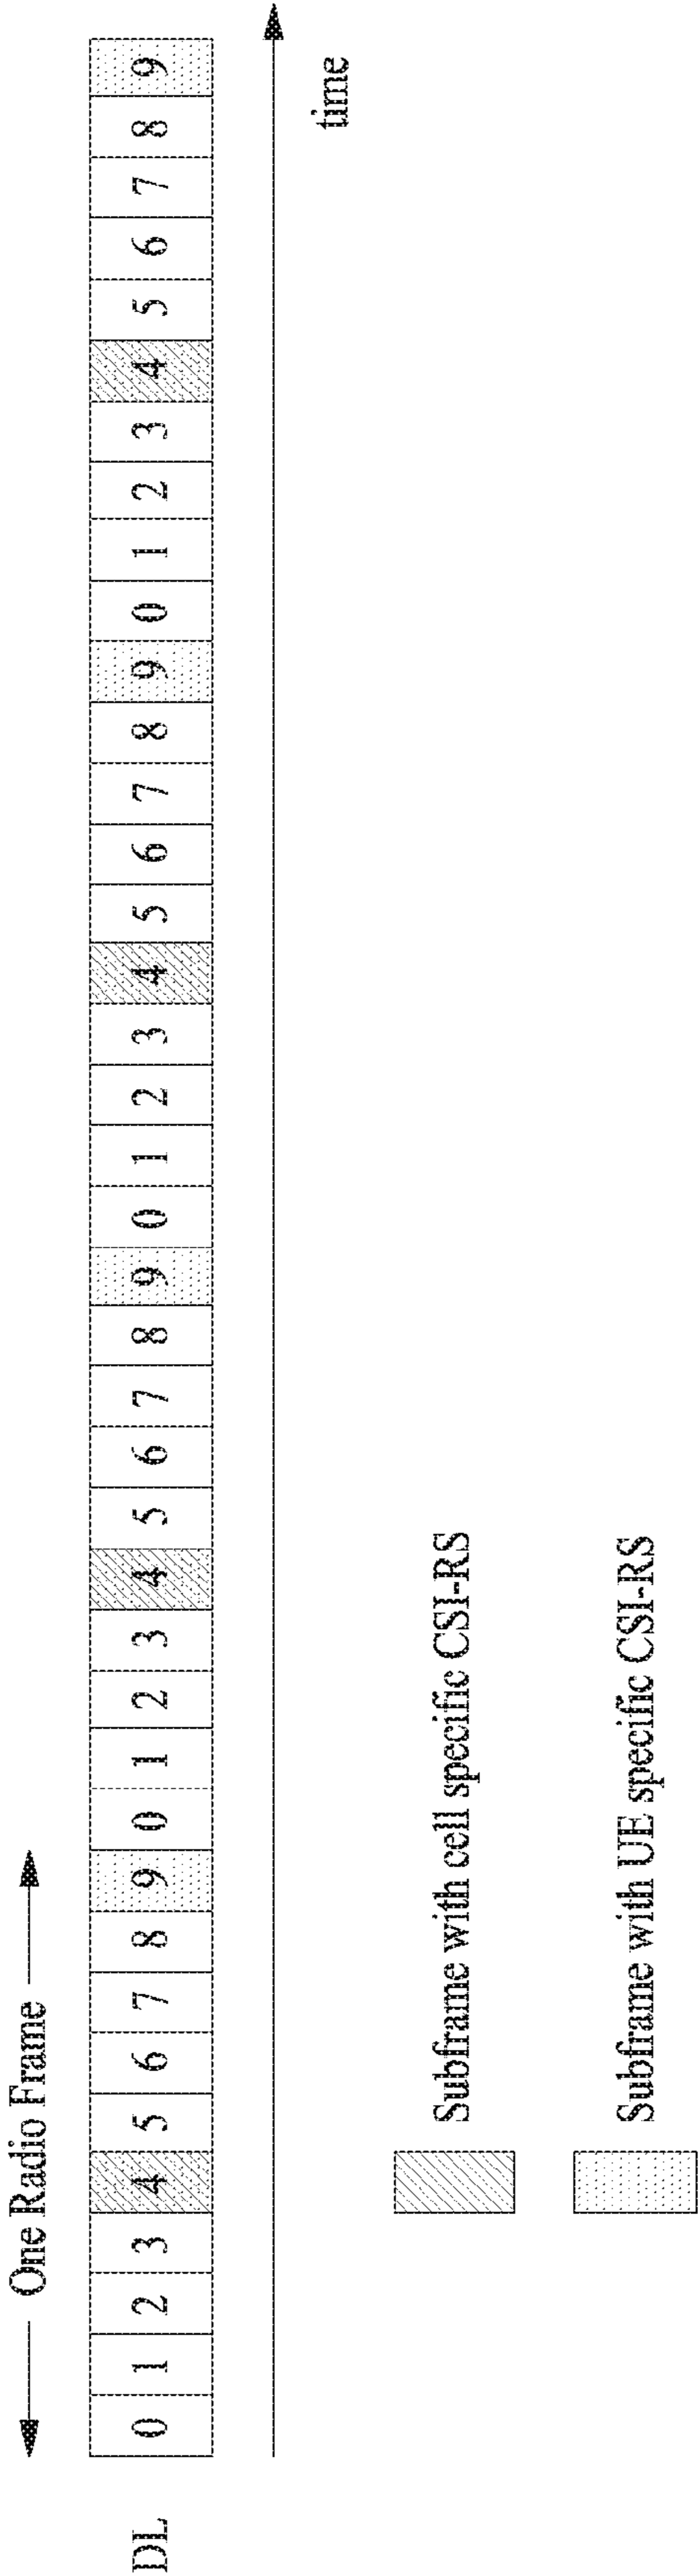 One Radio Frame
DL 0 1 2 3 4 5 6 7 8 9 0 1 2 3 4 5 6 7 8 9 0 1 2 3 4 5 6 7 8 9 0 1 2 3 4 5 6 7 8 9
time
Subframe with cell specific CSI-RS
Subframe with UE specific CSI-RS